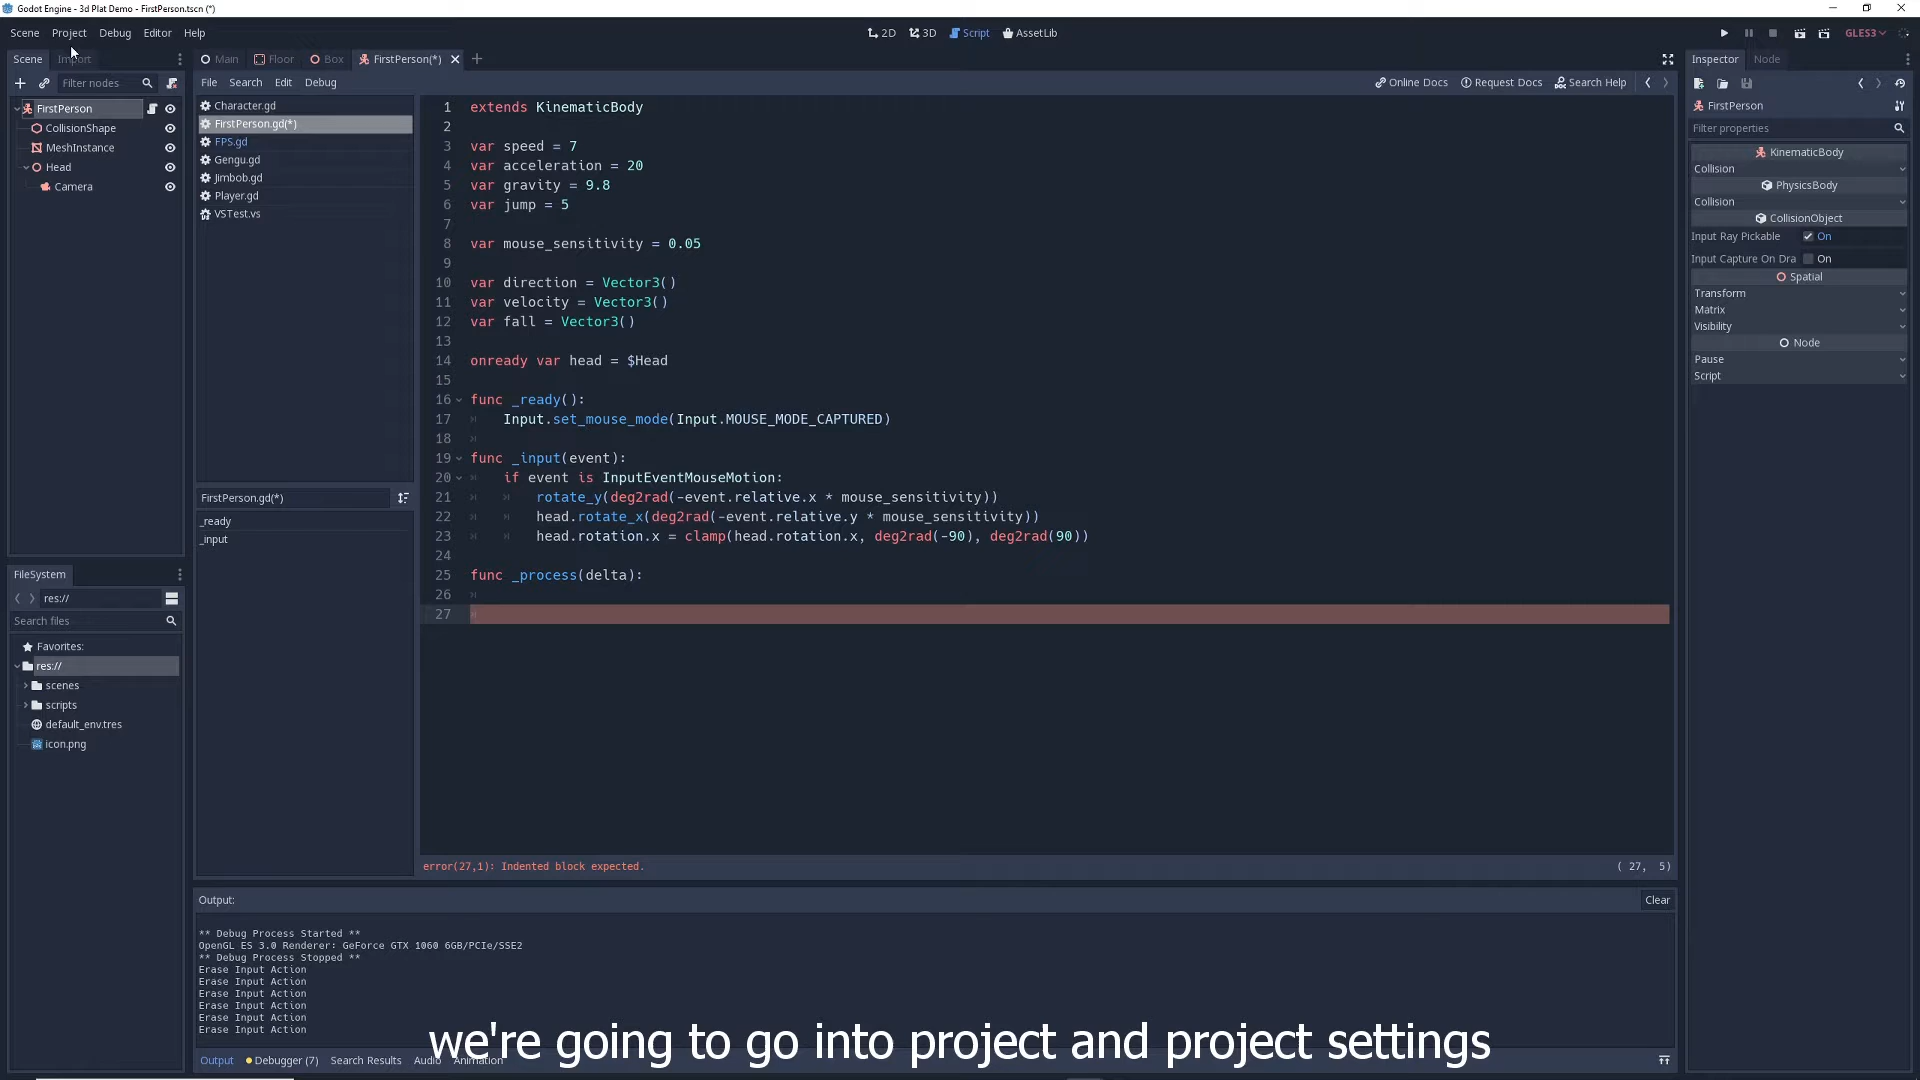 Godot Engine - 3d Plat Demo - FirstPerson.tscn (*)
Scene Project Debug Editor Help
2D 3D Script AssetLib
GLES3
Scene Import
Main Floor Box FirstPerson(*)
Inspector Node
Filter nodes
File Search Edit Debug
Online Docs Request Docs Search Help
FirstPerson
CollisionShape
MeshInstance
Head
Camera
Character.gd
FirstPerson.gd(*)
FPS.gd
Gengu.gd
Jimbob.gd
Player.gd
VSTest.vs
FirstPerson.gd(*)
_ready
_input
1 extends KinematicBody
2
3 var speed = 7
4 var acceleration = 20
5 var gravity = 9.8
6 var jump = 5
7
8 var mouse_sensitivity = 0.05
9
10 var direction = Vector3()
11 var velocity = Vector3()
12 var fall = Vector3()
13
14 onready var head = $Head
15
16 func _ready():
17 Input.set_mouse_mode(Input.MOUSE_MODE_CAPTURED)
18
19 func _input(event):
20 if event is InputEventMouseMotion:
21 rotate_y(deg2rad(-event.relative.x * mouse_sensitivity))
22 head.rotate_x(deg2rad(-event.relative.y * mouse_sensitivity))
23 head.rotation.x = clamp(head.rotation.x, deg2rad(-90), deg2rad(90))
24
25 func _process(delta):
26
27
error(27,1): Indented block expected.
( 27, 5)
FirstPerson
Filter properties
KinematicBody
Collision
PhysicsBody
Collision
CollisionObject
Input Ray Pickable On
Input Capture On Dra On
Spatial
Transform
Matrix
Visibility
Node
Pause
Script
FileSystem
res://
Search files
Favorites:
res://
scenes
scripts
default_env.tres
icon.png
Output:
Clear
** Debug Process Started **
OpenGL ES 3.0 Renderer: GeForce GTX 1060 6GB/PCIe/SSE2
** Debug Process Stopped **
Erase Input Action
Erase Input Action
Erase Input Action
Erase Input Action
Erase Input Action
Erase Input Action
we're going to go into project and project settings
Output Debugger (7) Search Results Audio Animation